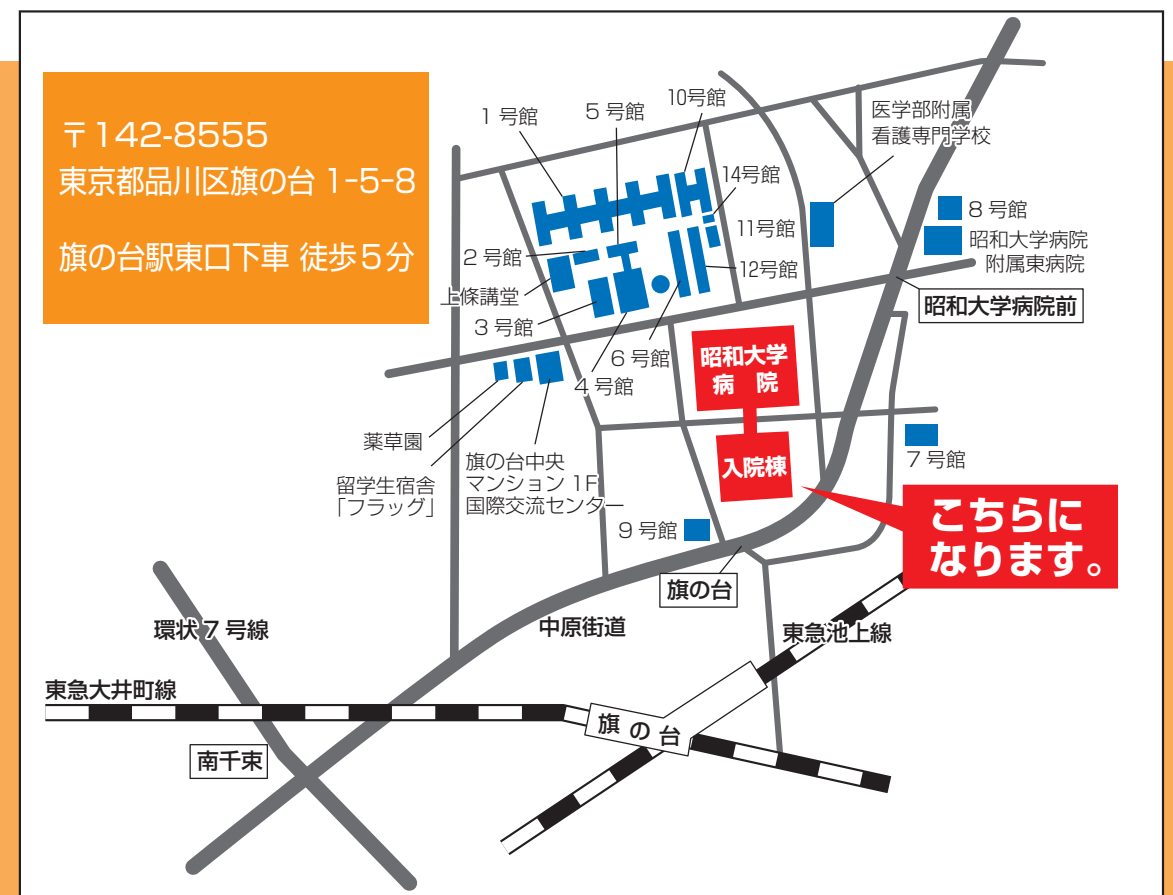 〒142-8555
東京都品川区旗の台 1-5-8
旗の台駅東口下車 徒歩5分
1 号館
5 号館
10号館
医学部附属
看護専門学校
14号館
11号館
8 号館
昭和大学病院
附属東病院
2 号館
12号館
上條講堂
3 号館
昭和大学病院前
6 号館
昭和大学
病 院
4 号館
薬草園
旗の台中央
マンション 1F
国際交流センター
留学生宿舎
「フラッグ」
入院棟
7 号館
こちらに
なります。
9 号館
旗の台
環状 7 号線
中原街道
東急池上線
東急大井町線
旗 の 台
南千束